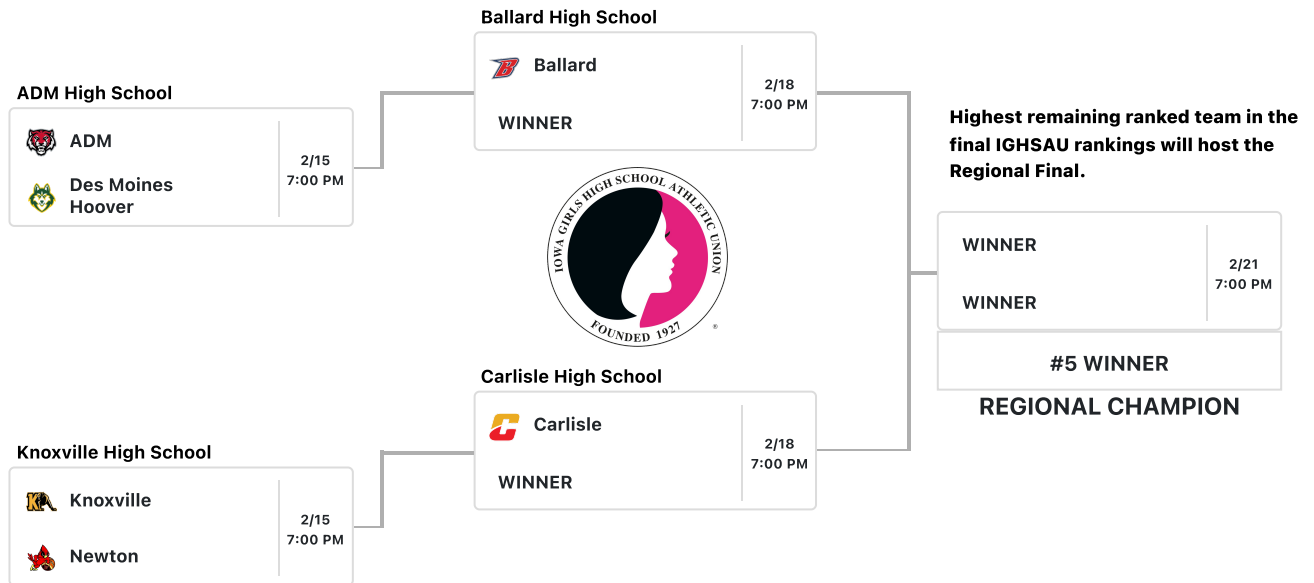 Ballard High School
Ballard
WINNER
2/18
7:00 PM
ADM High School
ADM
Des Moines
Hoover
2/15
7:00 PM
Highest remaining ranked team in the
final IGHSAU rankings will host the
Regional Final.
IOWA GIRLS HIGH SCHOOL ATHLETIC UNION
FOUNDED 1927
®
WINNER
WINNER
2/21
7:00 PM
#5 WINNER
REGIONAL CHAMPION
Carlisle High School
Carlisle
WINNER
2/18
7:00 PM
Knoxville High School
Knoxville
Newton
2/15
7:00 PM